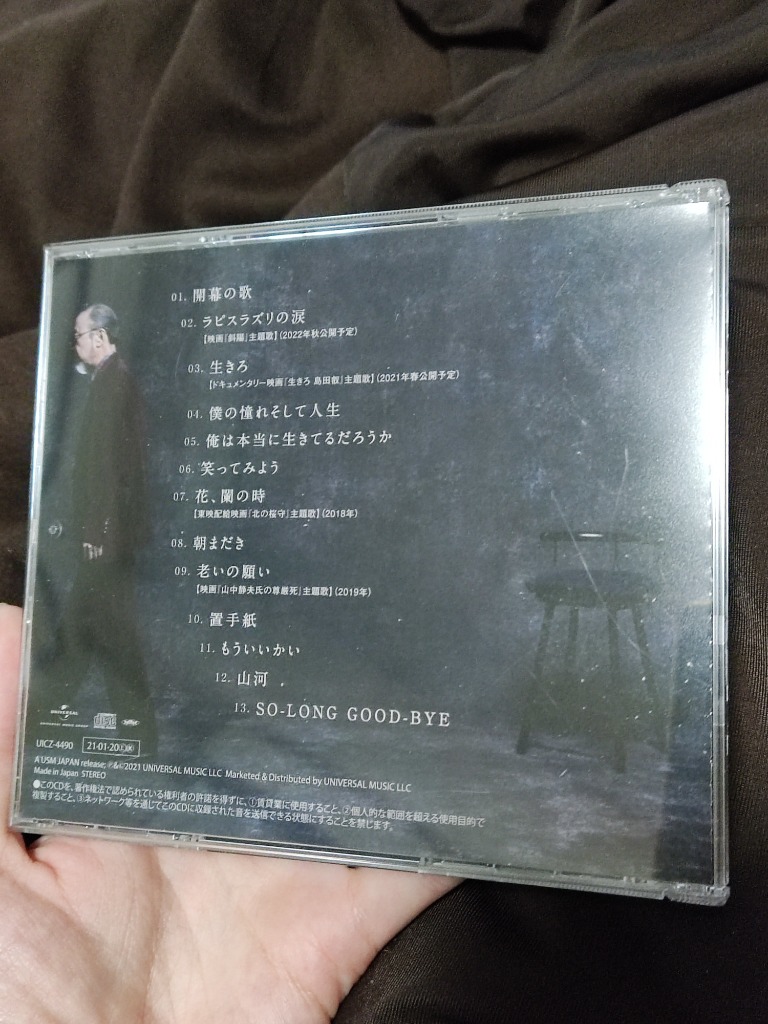 01. 開幕の歌
02. ラピスラズリの涙
【映画『斜陽』主題歌】(2022年秋公開予定)
03. 生きろ
【ドキュメンタリー映画『生きろ 島田叡』主題歌】(2021年春公開予定)
04. 僕の憧れそして人生
05. 俺は本当に生きてるだろうか
06. 笑ってみよう
07. 花、闌の時
【東映配給映画『北の桜守』主題歌】(2018年)
08. 朝まだき
09. 老いの願い
【映画『山中静夫氏の尊厳死』主題歌】(2019年)
10. 置手紙
11. もういいかい
12. 山河
13. SO-LONG GOOD-BYE
UNIVERSAL
UNIVERSAL MUSIC GROUP
UICZ-4490 21-01-20
A USM JAPAN release; ℗&©2021 UNIVERSAL MUSIC LLC Marketed & Distributed by UNIVERSAL MUSIC LLC
Made in Japan STEREO
●このCDを、著作権法で認められている権利者の許諾を得ずに、①賃貸業に使用すること、②個人的な範囲を超える使用目的で
複製すること、③ネットワーク等を通じてこのCDに収録された音を送信できる状態にすることを禁じます。